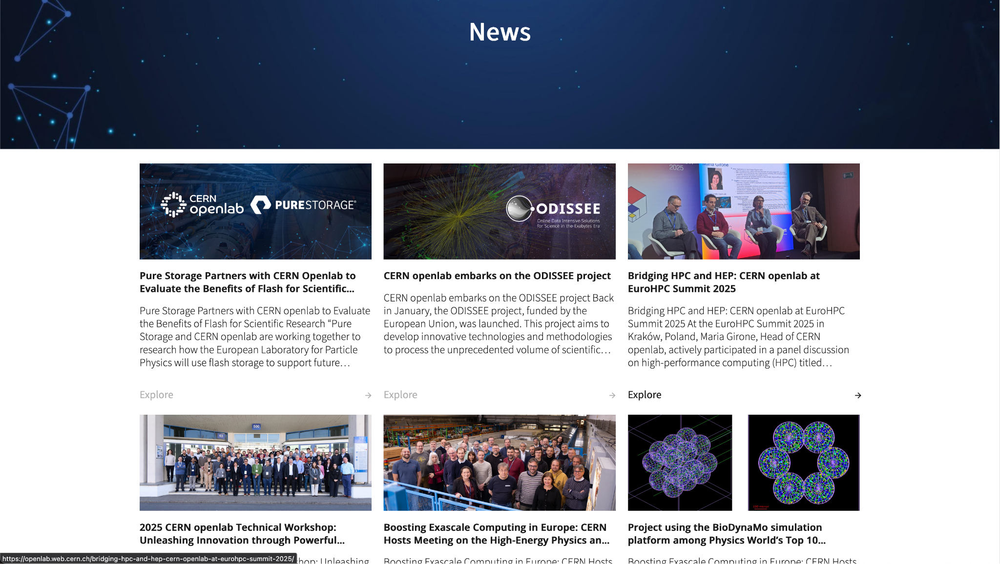 News
CERN
openlab
PURESTORAGE®
ODISSEE
Online Data Intensive Solutions
for Science in the Exabytes Era
2025
Maria Girone
Pure Storage Partners with CERN Openlab to
Evaluate the Benefits of Flash for Scientific...
Pure Storage Partners with CERN openlab to Evaluate
the Benefits of Flash for Scientific Research “Pure
Storage and CERN openlab are working together to
research how the European Laboratory for Particle
Physics will use flash storage to support future…
Explore
CERN openlab embarks on the ODISSEE project
CERN openlab embarks on the ODISSEE project Back
in January, the ODISSEE project, funded by the
European Union, was launched. This project aims to
develop innovative technologies and methodologies
to process the unprecedented volume of scientific…
Explore
Bridging HPC and HEP: CERN openlab at
EuroHPC Summit 2025
Bridging HPC and HEP: CERN openlab at EuroHPC
Summit 2025 At the EuroHPC Summit 2025 in
Kraków, Poland, Maria Girone, Head of CERN
openlab, actively participated in a panel discussion
on high-performance computing (HPC) titled…
Explore
500
63
100 micron
2025 CERN openlab Technical Workshop:
Unleashing Innovation through Powerful...
hop: Unleashing
Boosting Exascale Computing in Europe: CERN
Hosts Meeting on the High-Energy Physics an...
Boosting Exascale Computing in Europe: CERN Hosts
Project using the BioDynaMo simulation
platform among Physics World’s Top 10...
Boosting Exascale Computing in Europe: CERN Hosts
https://openlab.web.cern.ch/bridging-hpc-and-hep-cern-openlab-at-eurohpc-summit-2025/